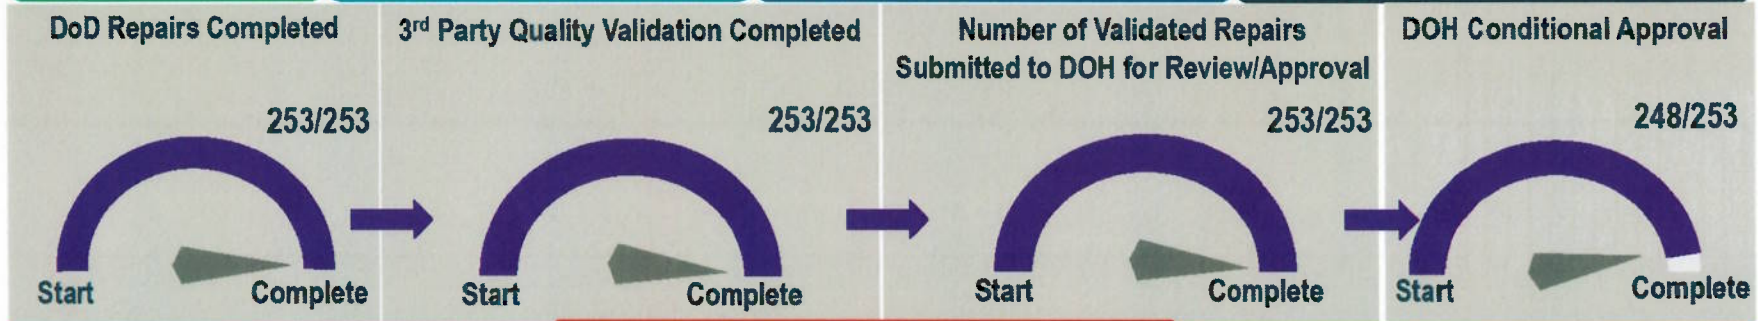 DoD Repairs Completed
253/253
Start
Complete
3rd Party Quality Validation Completed
253/253
Start
Complete
Number of Validated Repairs
Submitted to DOH for Review/Approval
253/253
Start
Complete
DOH Conditional Approval
248/253
Start
Complete